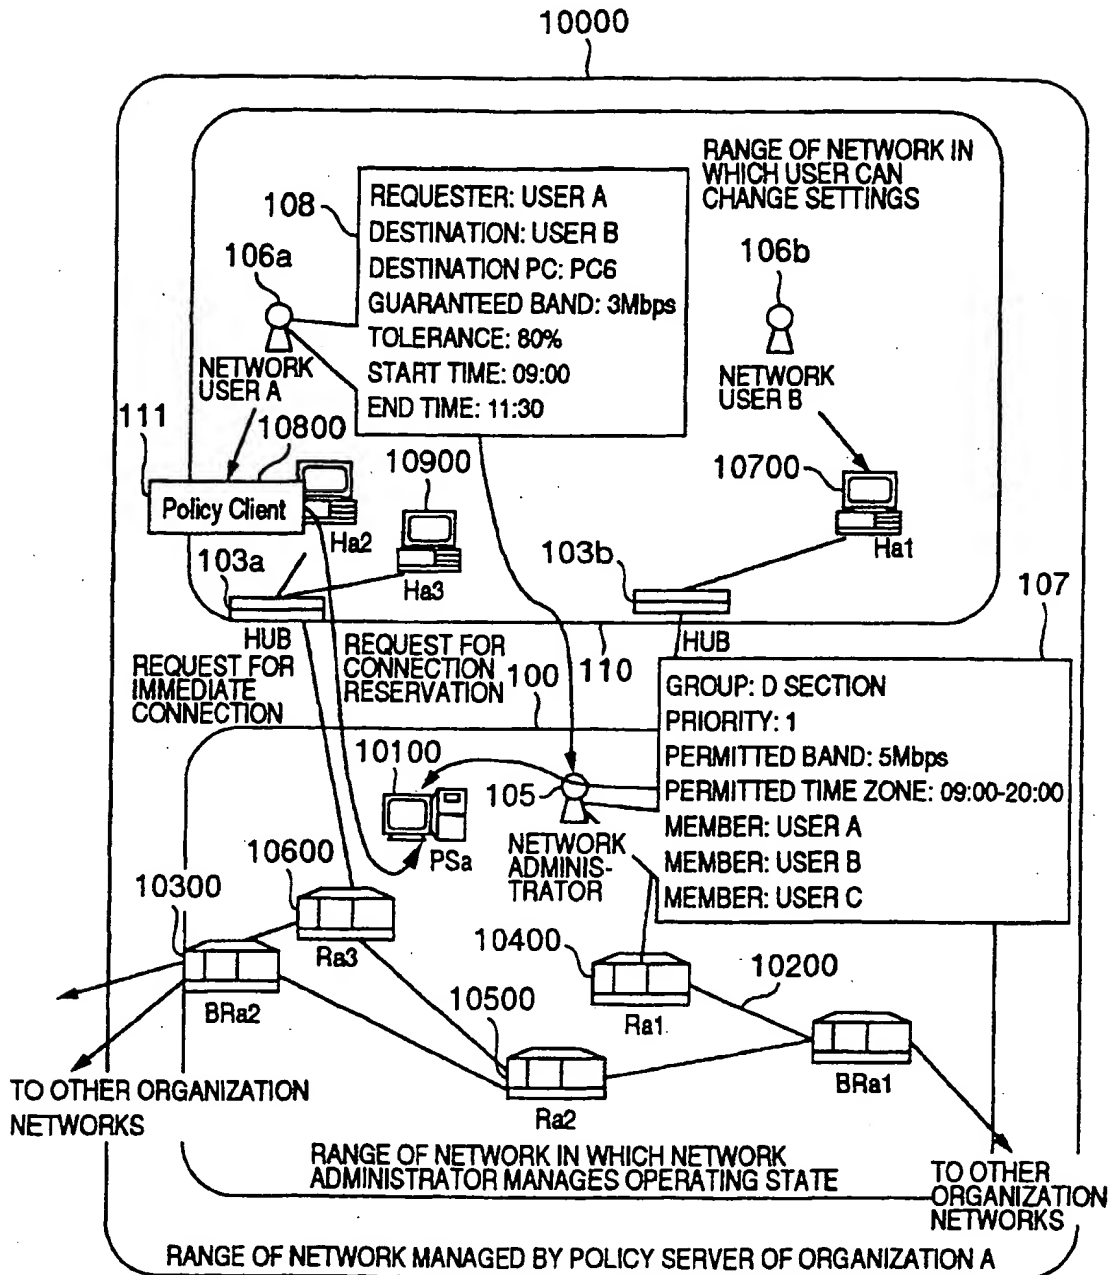 10000
RANGE OF NETWORK IN
WHICH USER CAN
CHANGE SETTINGS
108
REQUESTER: USER A
DESTINATION: USER B
DESTINATION PC: PC6
GUARANTEED BAND: 3Mbps
TOLERANCE: 80%
START TIME: 09:00
END TIME: 11:30
106a
NETWORK
USER A
106b
NETWORK
USER B
111
10800
Policy Client
Ha2
10900
Ha3
10700
Ha1
103a
HUB
103b
HUB
REQUEST FOR
IMMEDIATE
CONNECTION
REQUEST FOR
CONNECTION
RESERVATION
100
110
107
GROUP: D SECTION
PRIORITY: 1
PERMITTED BAND: 5Mbps
PERMITTED TIME ZONE: 09:00-20:00
MEMBER: USER A
MEMBER: USER B
MEMBER: USER C
10100
PSa
105
NETWORK
ADMINIS-
TRATOR
10600
Ra3
10300
BRa2
10400
Ra1
10200
10500
Ra2
BRa1
TO OTHER ORGANIZATION
NETWORKS
RANGE OF NETWORK IN WHICH NETWORK
ADMINISTRATOR MANAGES OPERATING STATE
TO OTHER
ORGANIZATION
NETWORKS
RANGE OF NETWORK MANAGED BY POLICY SERVER OF ORGANIZATION A